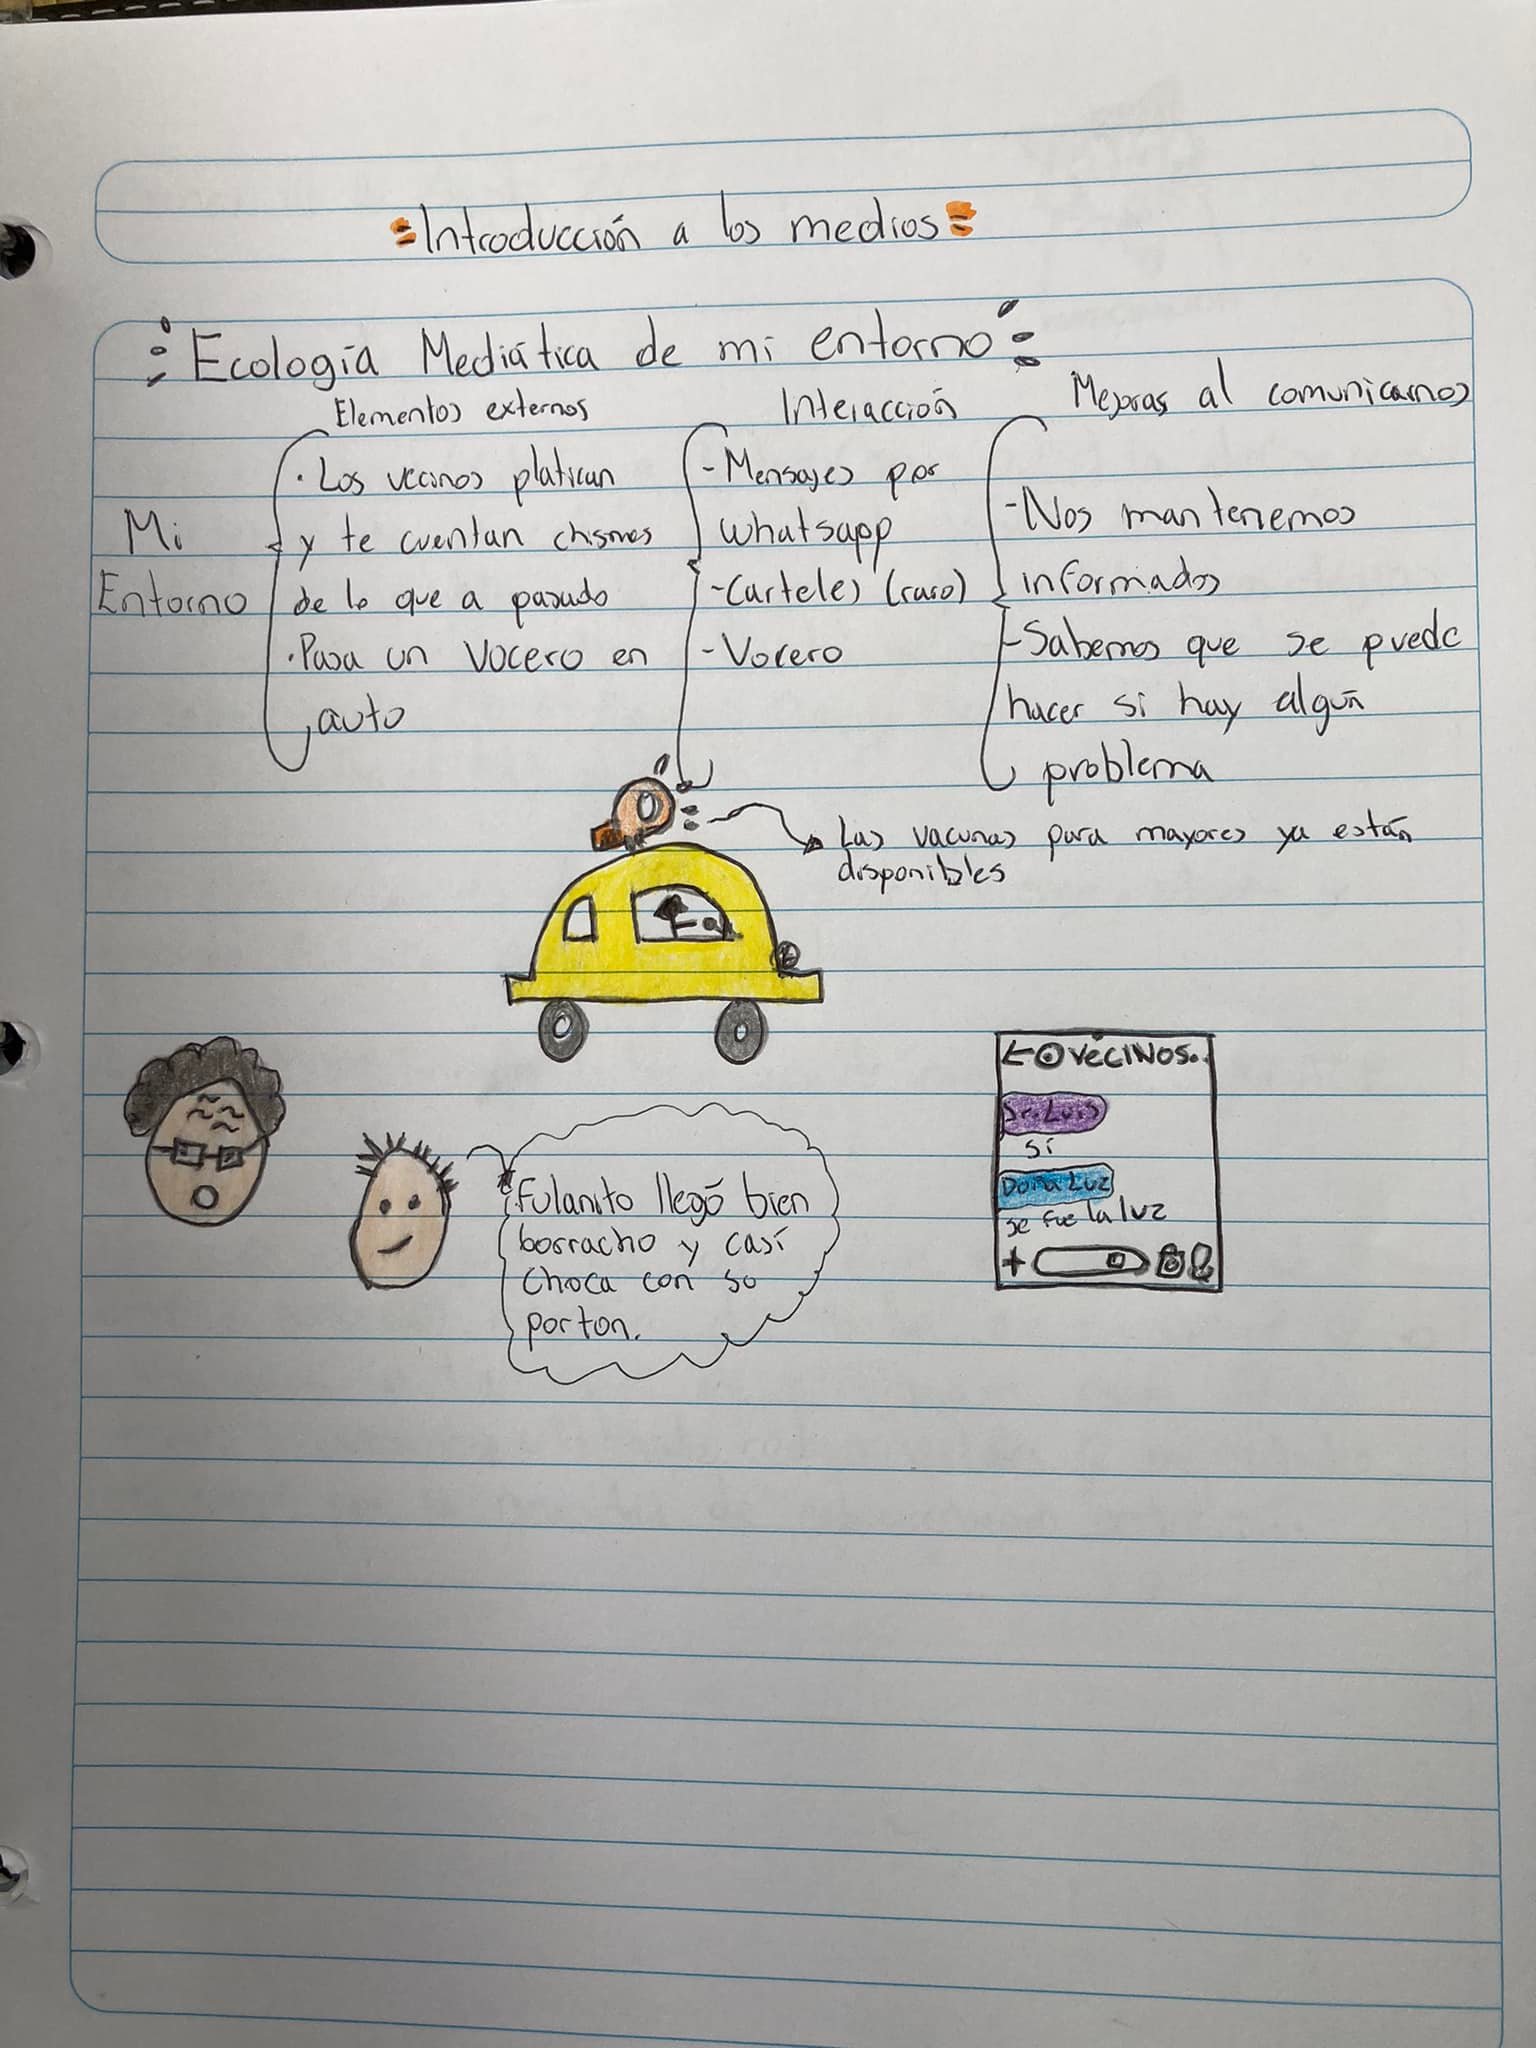 Introducción a los medios
Ecología Mediática de mi entorno
Elementos externos
Interacción
Mejoras al comunicarnos
Mi
Entorno
. Los vecinos platican
y te cuentan chismes
de lo que a pasado
. Pasa un vocero en
auto
- Mensajes por
whatsapp
- Carteles (raro)
- Vocero
- Nos mantenemos
informados
- Sabemos que se puede
hacer si hay algún
problema
Las vacunas para mayores ya están
disponibles
Fulanito llegó bien
borracho y casí
choca con so
porton.
VeCINOS..
Sr. Luis
sí
Doña Luz
se fue la luz